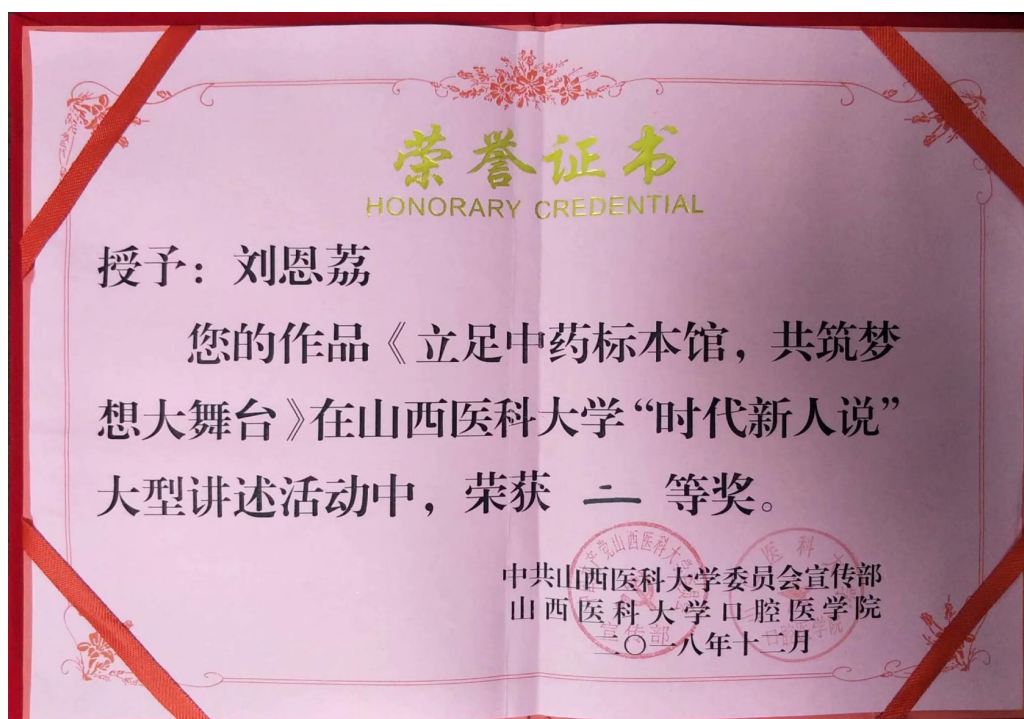 荣誉证书
HONORARY CREDENTIAL
授予：刘恩荔
您的作品《立足中药标本馆，共筑梦
想大舞台》在山西医科大学“时代新人说”
大型讲述活动中，荣获 二 等奖。
中共山西医科大学委员会宣传部
山西医科大学口腔医学院
二〇一八年十二月
宣传部